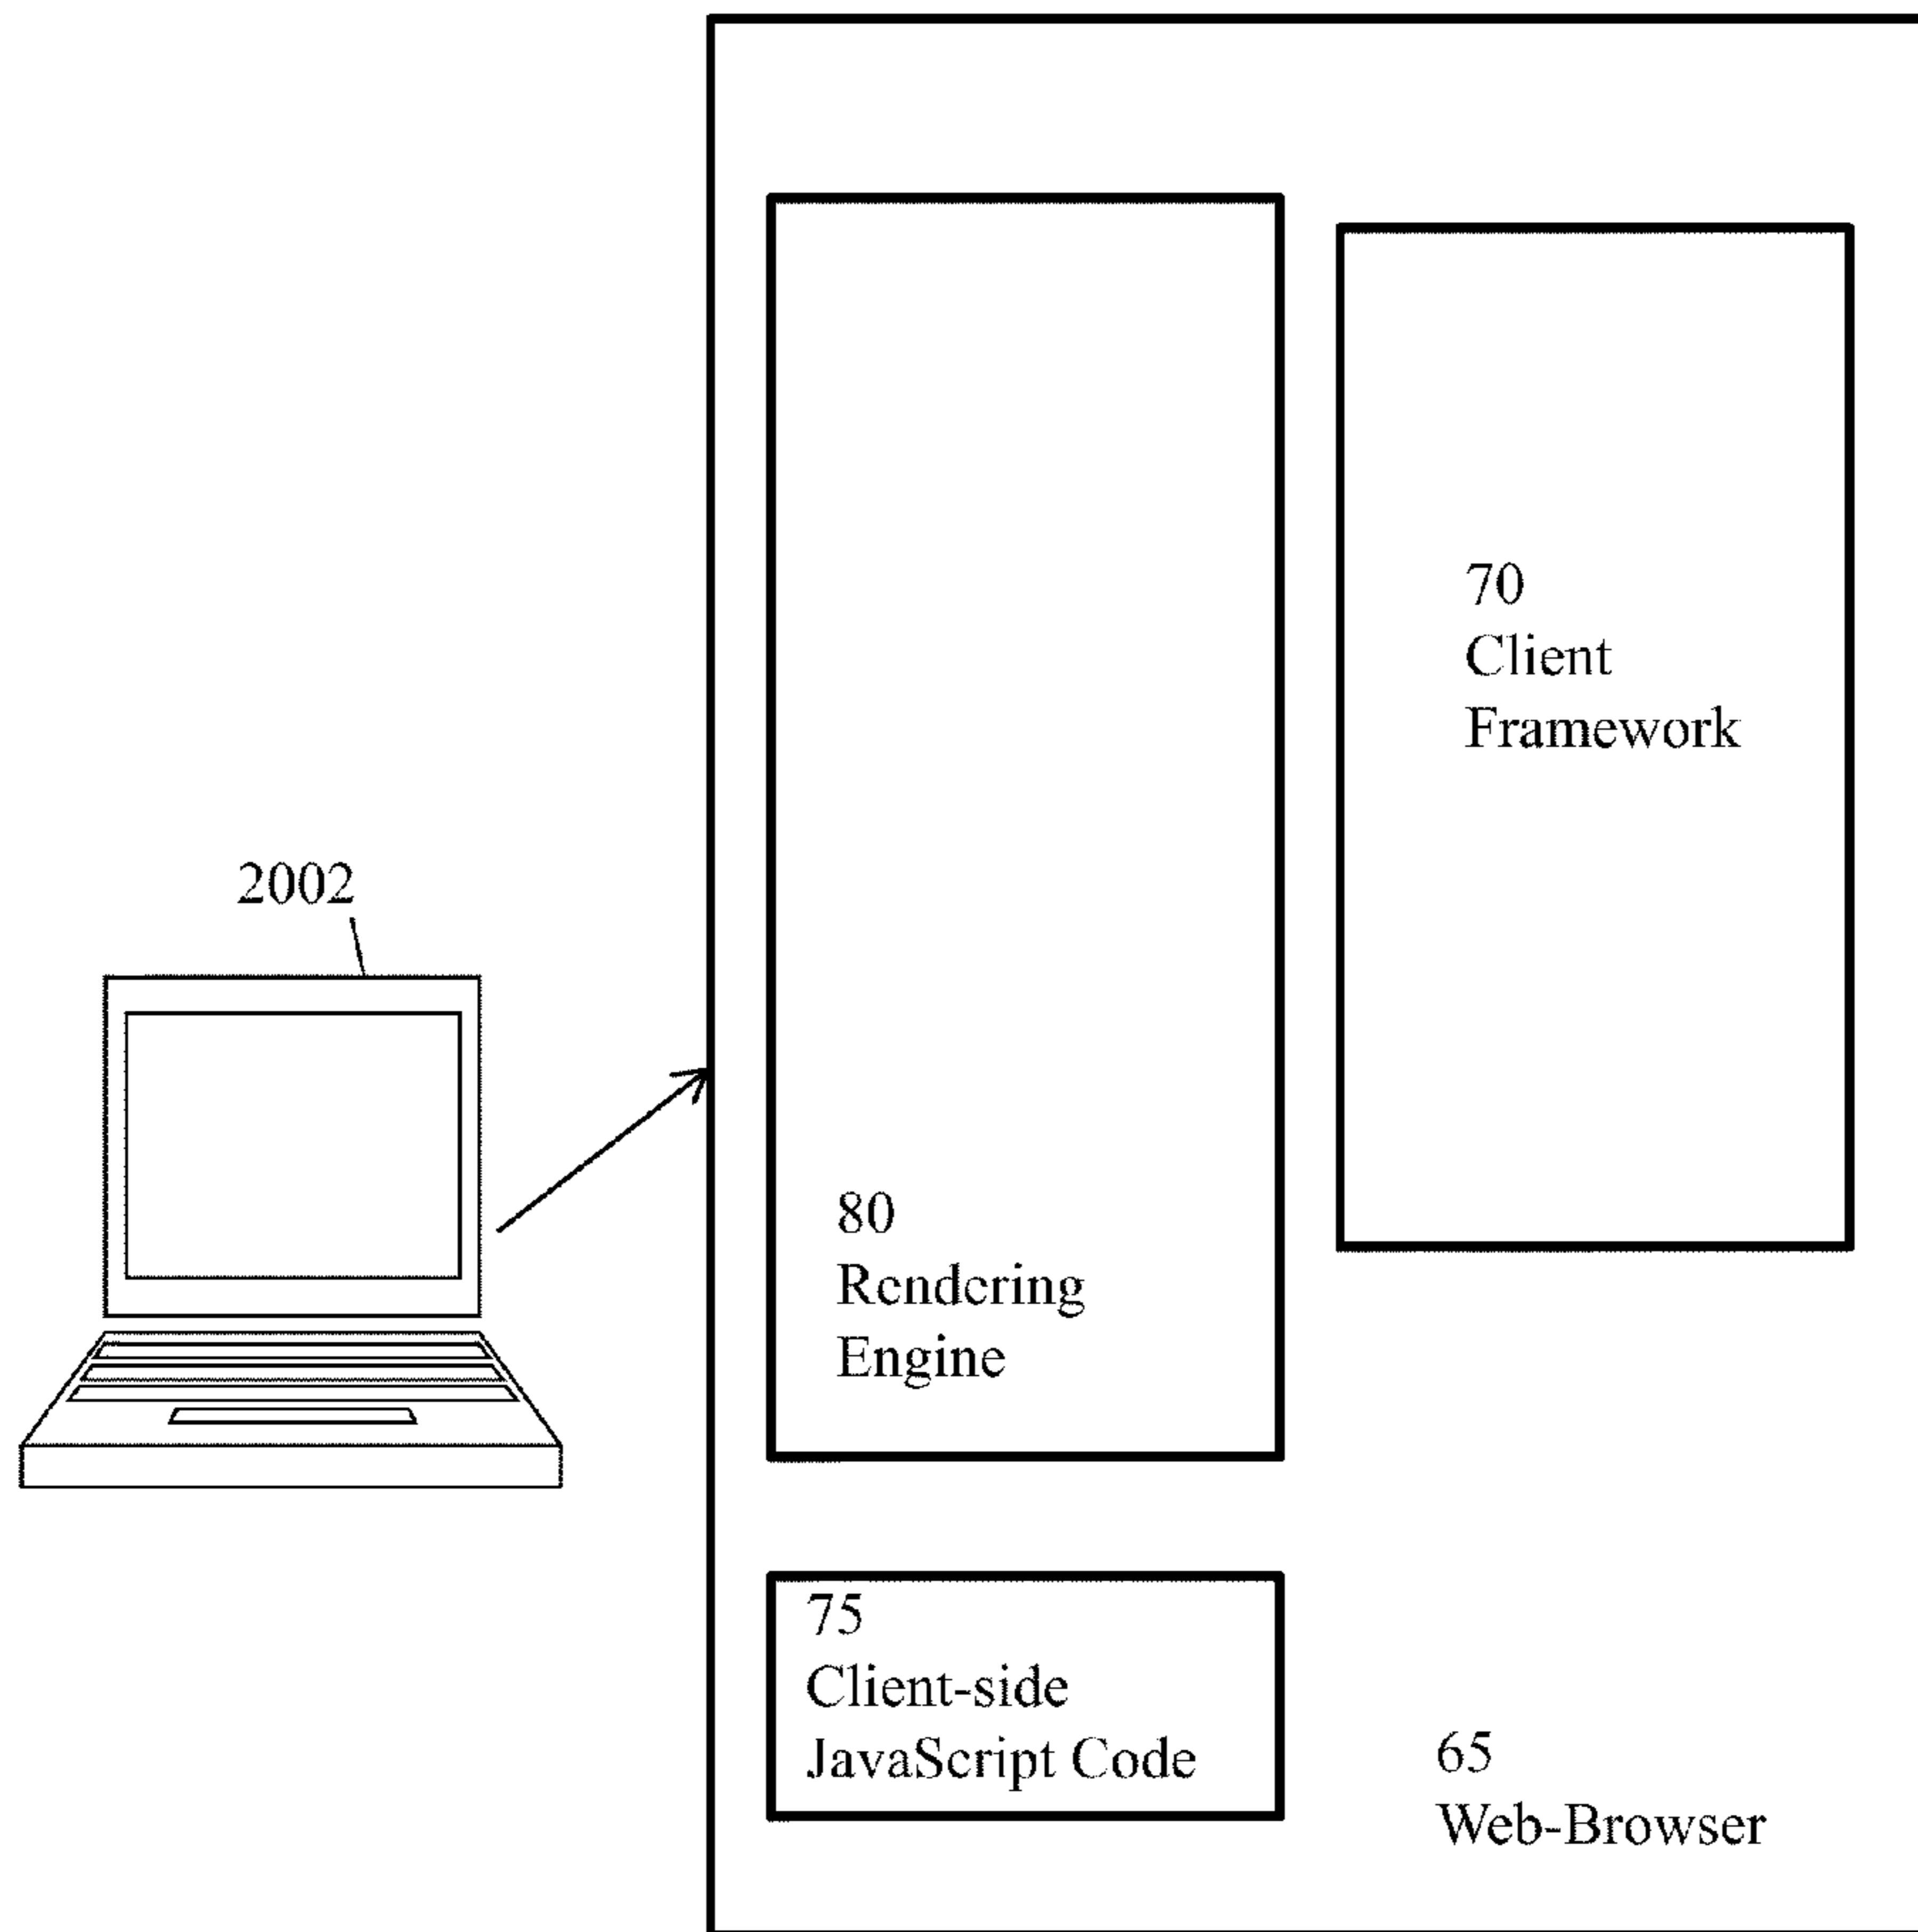 70
Client
Framework
2002
80
Rendering
Engine
75
Client-side
JavaScript Code
65
Web-Browser